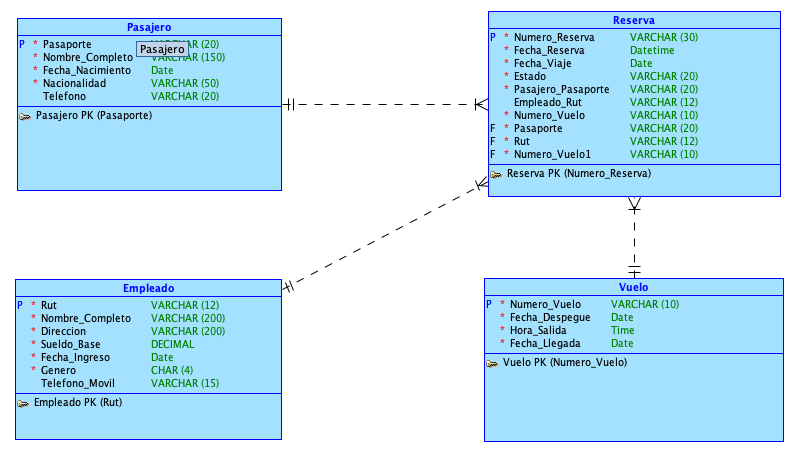 Pasajero
P * Pasaporte VARCHAR (20)
* Nombre_Completo VARCHAR (150)
Pasajero
* Fecha_Nacimiento Date
* Nacionalidad VARCHAR (50)
Telefono VARCHAR (20)
Pasajero PK (Pasaporte)
Reserva
P * Numero_Reserva VARCHAR (30)
* Fecha_Reserva Datetime
* Fecha_Viaje Date
* Estado VARCHAR (20)
* Pasajero_Pasaporte VARCHAR (20)
Empleado_Rut VARCHAR (12)
* Numero_Vuelo VARCHAR (10)
F * Pasaporte VARCHAR (20)
F * Rut VARCHAR (12)
F * Numero_Vuelo1 VARCHAR (10)
Reserva PK (Numero_Reserva)
Empleado
P * Rut VARCHAR (12)
* Nombre_Completo VARCHAR (200)
* Direccion VARCHAR (200)
* Sueldo_Base DECIMAL
* Fecha_Ingreso Date
* Genero CHAR (4)
Telefono_Movil VARCHAR (15)
Empleado PK (Rut)
Vuelo
P * Numero_Vuelo VARCHAR (10)
* Fecha_Despegue Date
* Hora_Salida Time
* Fecha_Llegada Date
Vuelo PK (Numero_Vuelo)